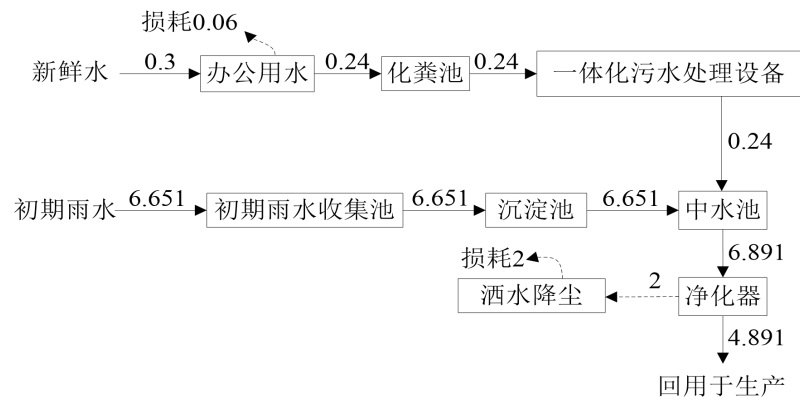 损耗0.06
新鲜水 0.3 办公用水 0.24 化粪池 0.24 一体化污水处理设备
0.24
初期雨水 6.651 初期雨水收集池 6.651 沉淀池 6.651 中水池
6.891
损耗2
洒水降尘 2 净化器
4.891
回用于生产